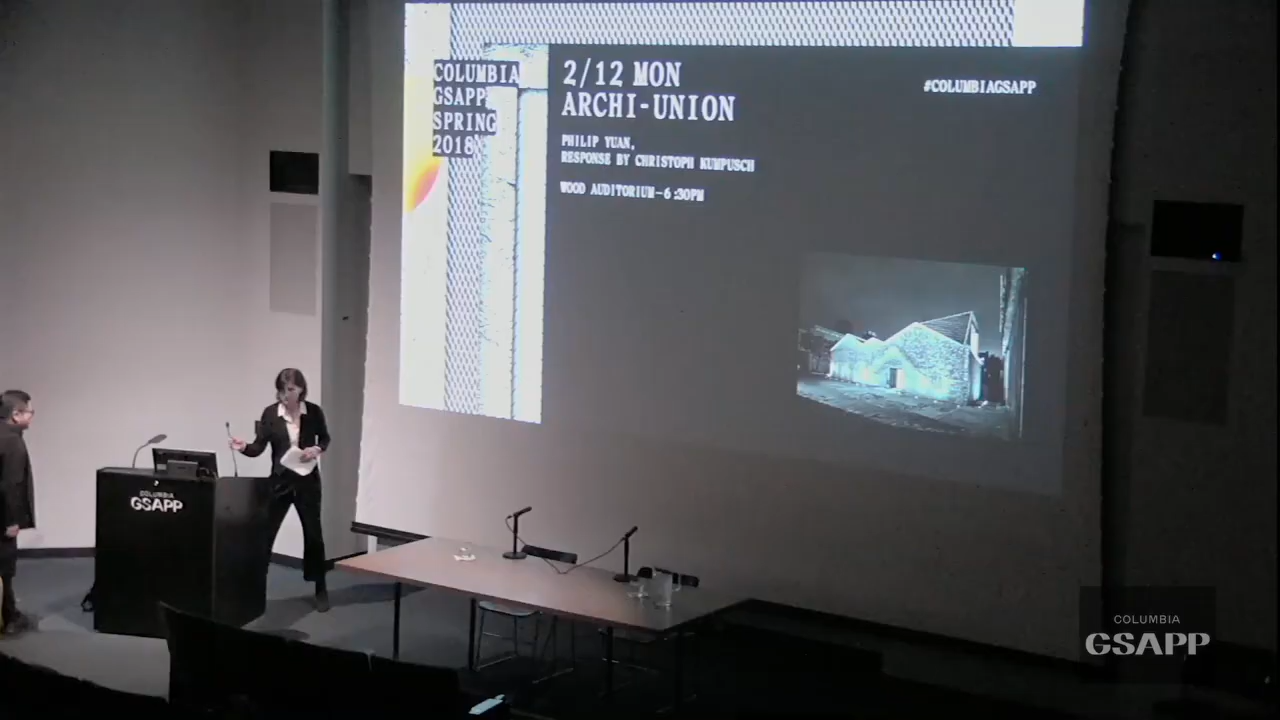 COLUMBIA
GSAPP
SPRING
2018
2/12 MON
ARCHI-UNION
PHILIP YUAN,
RESPONSE BY CHRISTOPH KUMPUSCH
WOOD AUDITORIUM-6:30PM
#COLUMBIAGSAPP
COLUMBIA
GSAPP
COLUMBIA
GSAPP